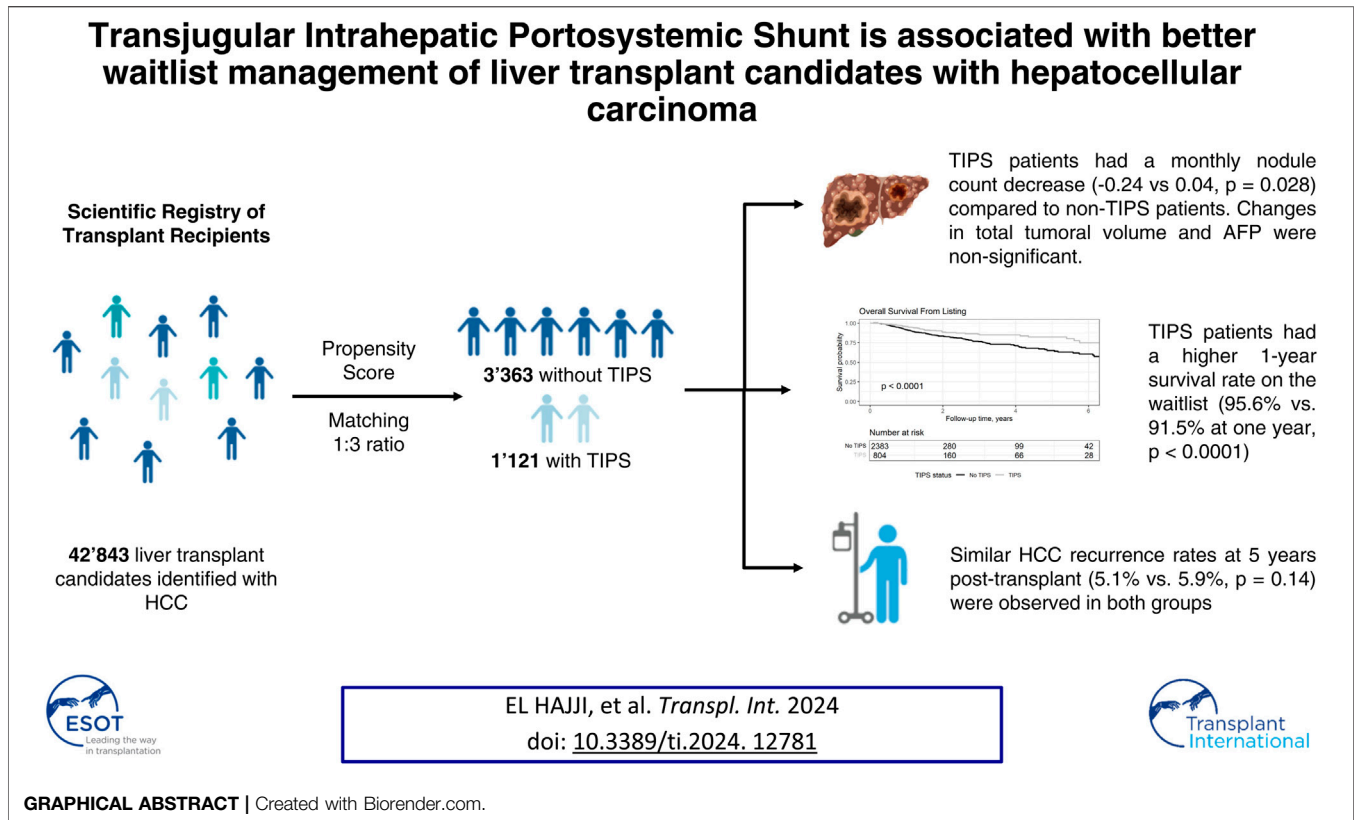 Transjugular Intrahepatic Portosystemic Shunt is associated with better
waitlist management of liver transplant candidates with hepatocellular
carcinoma
Scientific Registry of
Transplant Recipients
42’843 liver transplant
candidates identified with
HCC
Propensity
Score
Matching
1:3 ratio
3’363 without TIPS
1’121 with TIPS
TIPS patients had a monthly nodule
count decrease (-0.24 vs 0.04, p = 0.028)
compared to non-TIPS patients. Changes
in total tumoral volume and AFP were
non-significant.
Overall Survival From Listing
Survival probability
1.00
0.75
0.50
0.25
0.00
p < 0.0001
0 2 4 6
Follow-up time, years
Number at risk
No TIPS 2383 280 99 42
TIPS 804 160 66 28
TIPS status No TIPS TIPS
TIPS patients had
a higher 1-year
survival rate on the
waitlist (95.6% vs.
91.5% at one year,
p < 0.0001)
Similar HCC recurrence rates at 5 years
post-transplant (5.1% vs. 5.9%, p = 0.14)
were observed in both groups
ESOT
Leading the way
in transplantation
EL HAJJI, et al. Transpl. Int. 2024
doi: 10.3389/ti.2024. 12781
Transplant
International
GRAPHICAL ABSTRACT | Created with Biorender.com.